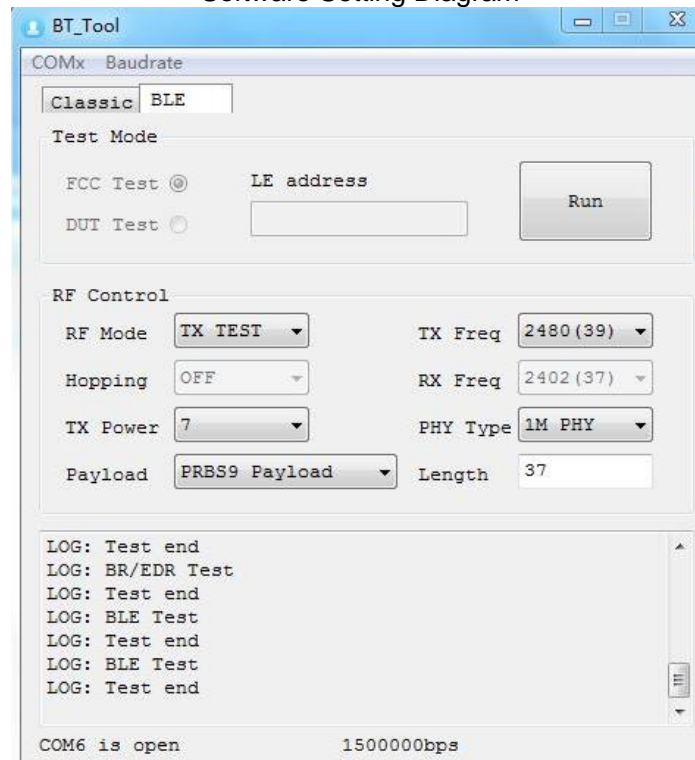 Software Setting Diagram
BT_Tool
COMx Baudrate
Classic BLE
Test Mode
FCC Test LE address
Run
DUT Test
RF Control
RF Mode TX TEST TX Freq 2480(39)
Hopping OFF RX Freq 2402(37)
TX Power 7 PHY Type 1M PHY
Payload PRBS9 Payload Length 37
LOG: Test end
LOG: BR/EDR Test
LOG: Test end
LOG: BLE Test
LOG: Test end
LOG: BLE Test
LOG: Test end
COM6 is open 1500000bps